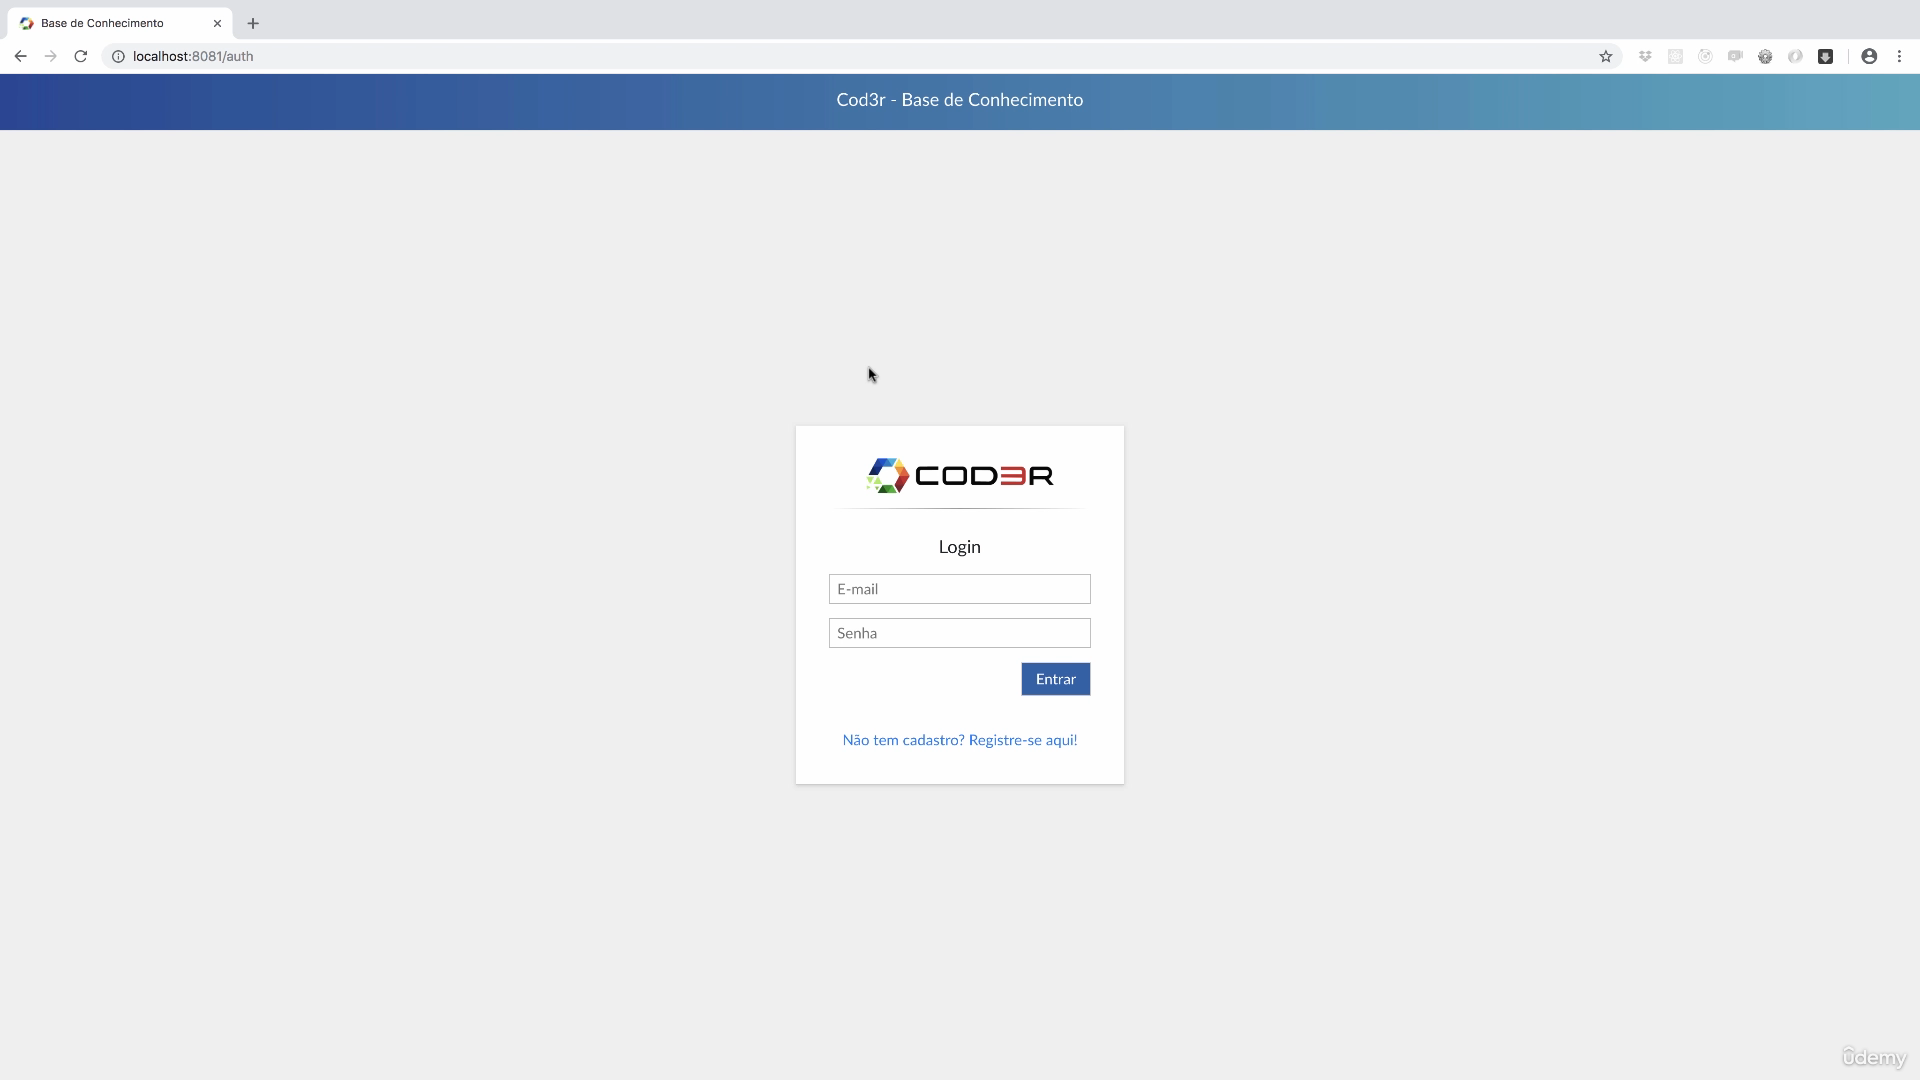 Base de Conhecimento
localhost:8081/auth
Cod3r - Base de Conhecimento
COD3R
Login
E-mail
Senha
Entrar
Não tem cadastro? Registre-se aqui!
ûdemy